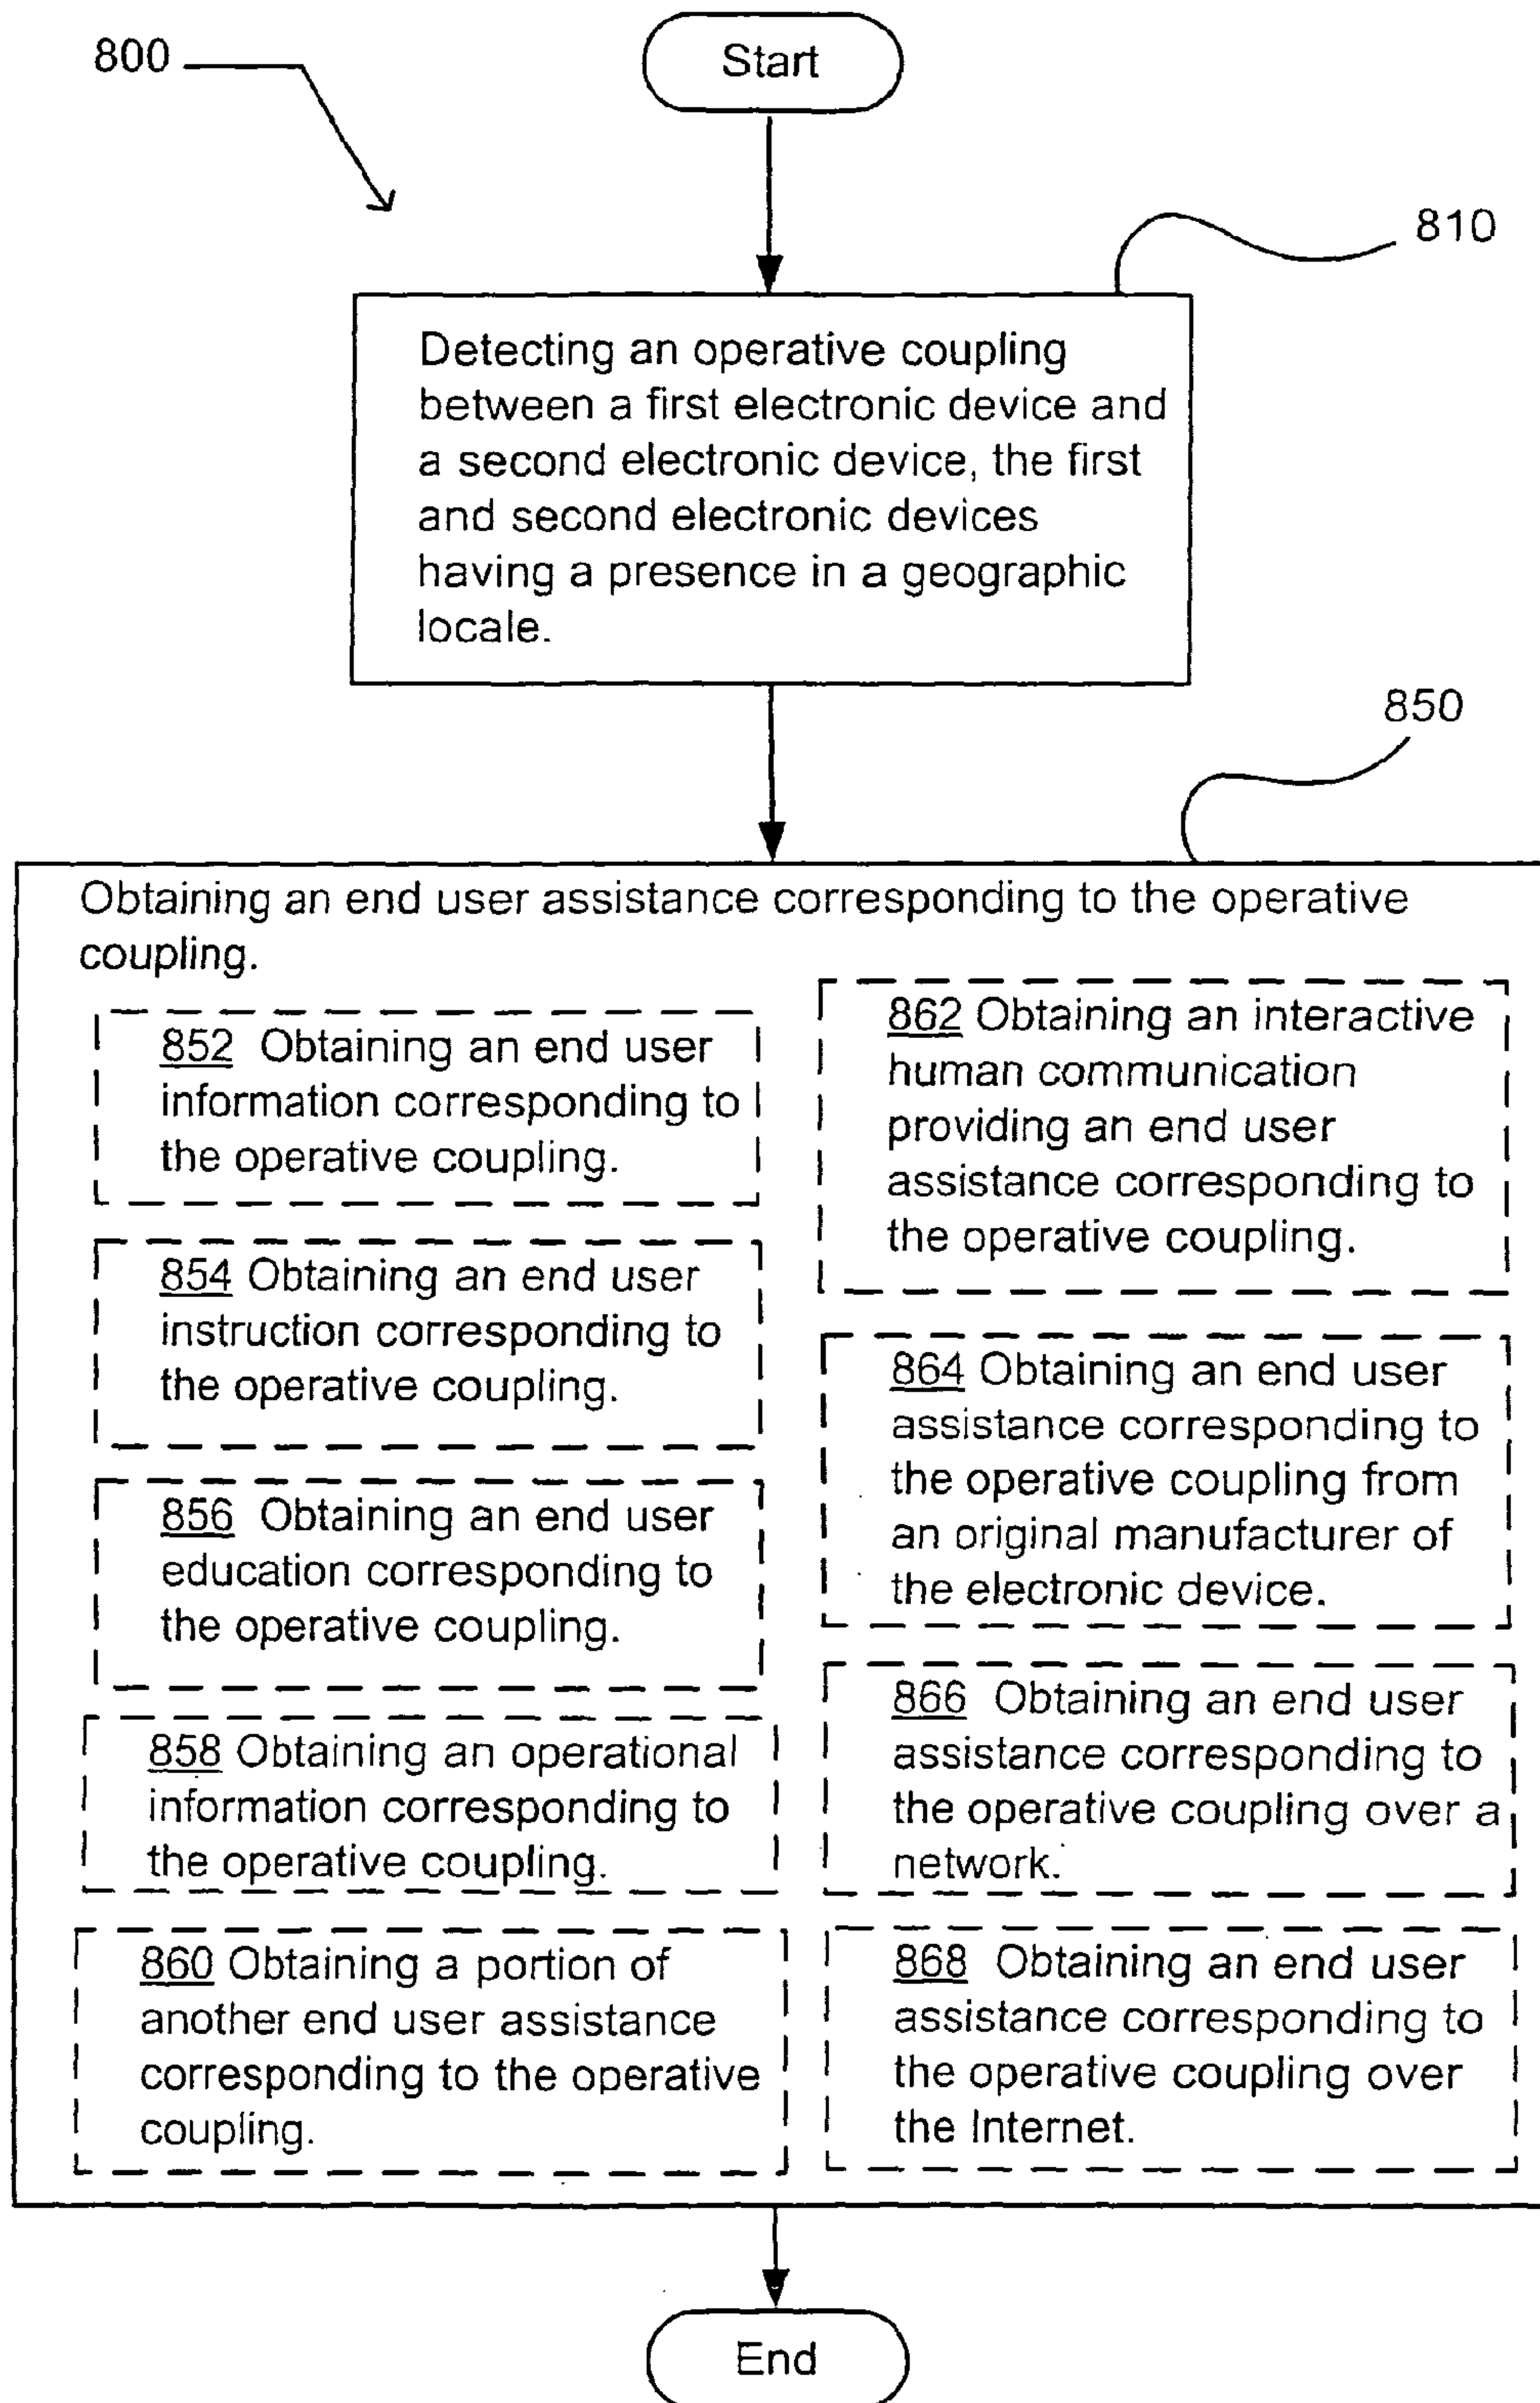 800
Start
810
Detecting an operative coupling
between a first electronic device and
a second electronic device, the first
and second electronic devices
having a presence in a geographic
locale.
850
Obtaining an end user assistance corresponding to the operative
coupling.
852 Obtaining an end user
information corresponding to
the operative coupling.
854 Obtaining an end user
instruction corresponding to
the operative coupling.
856 Obtaining an end user
education corresponding to
the operative coupling.
858 Obtaining an operational
information corresponding to
the operative coupling.
860 Obtaining a portion of
another end user assistance
corresponding to the operative
coupling.
862 Obtaining an interactive
human communication
providing an end user
assistance corresponding to
the operative coupling.
864 Obtaining an end user
assistance corresponding to
the operative coupling from
an original manufacturer of
the electronic device.
866 Obtaining an end user
assistance corresponding to
the operative coupling over a
network.
868 Obtaining an end user
assistance corresponding to
the operative coupling over
the Internet.
End